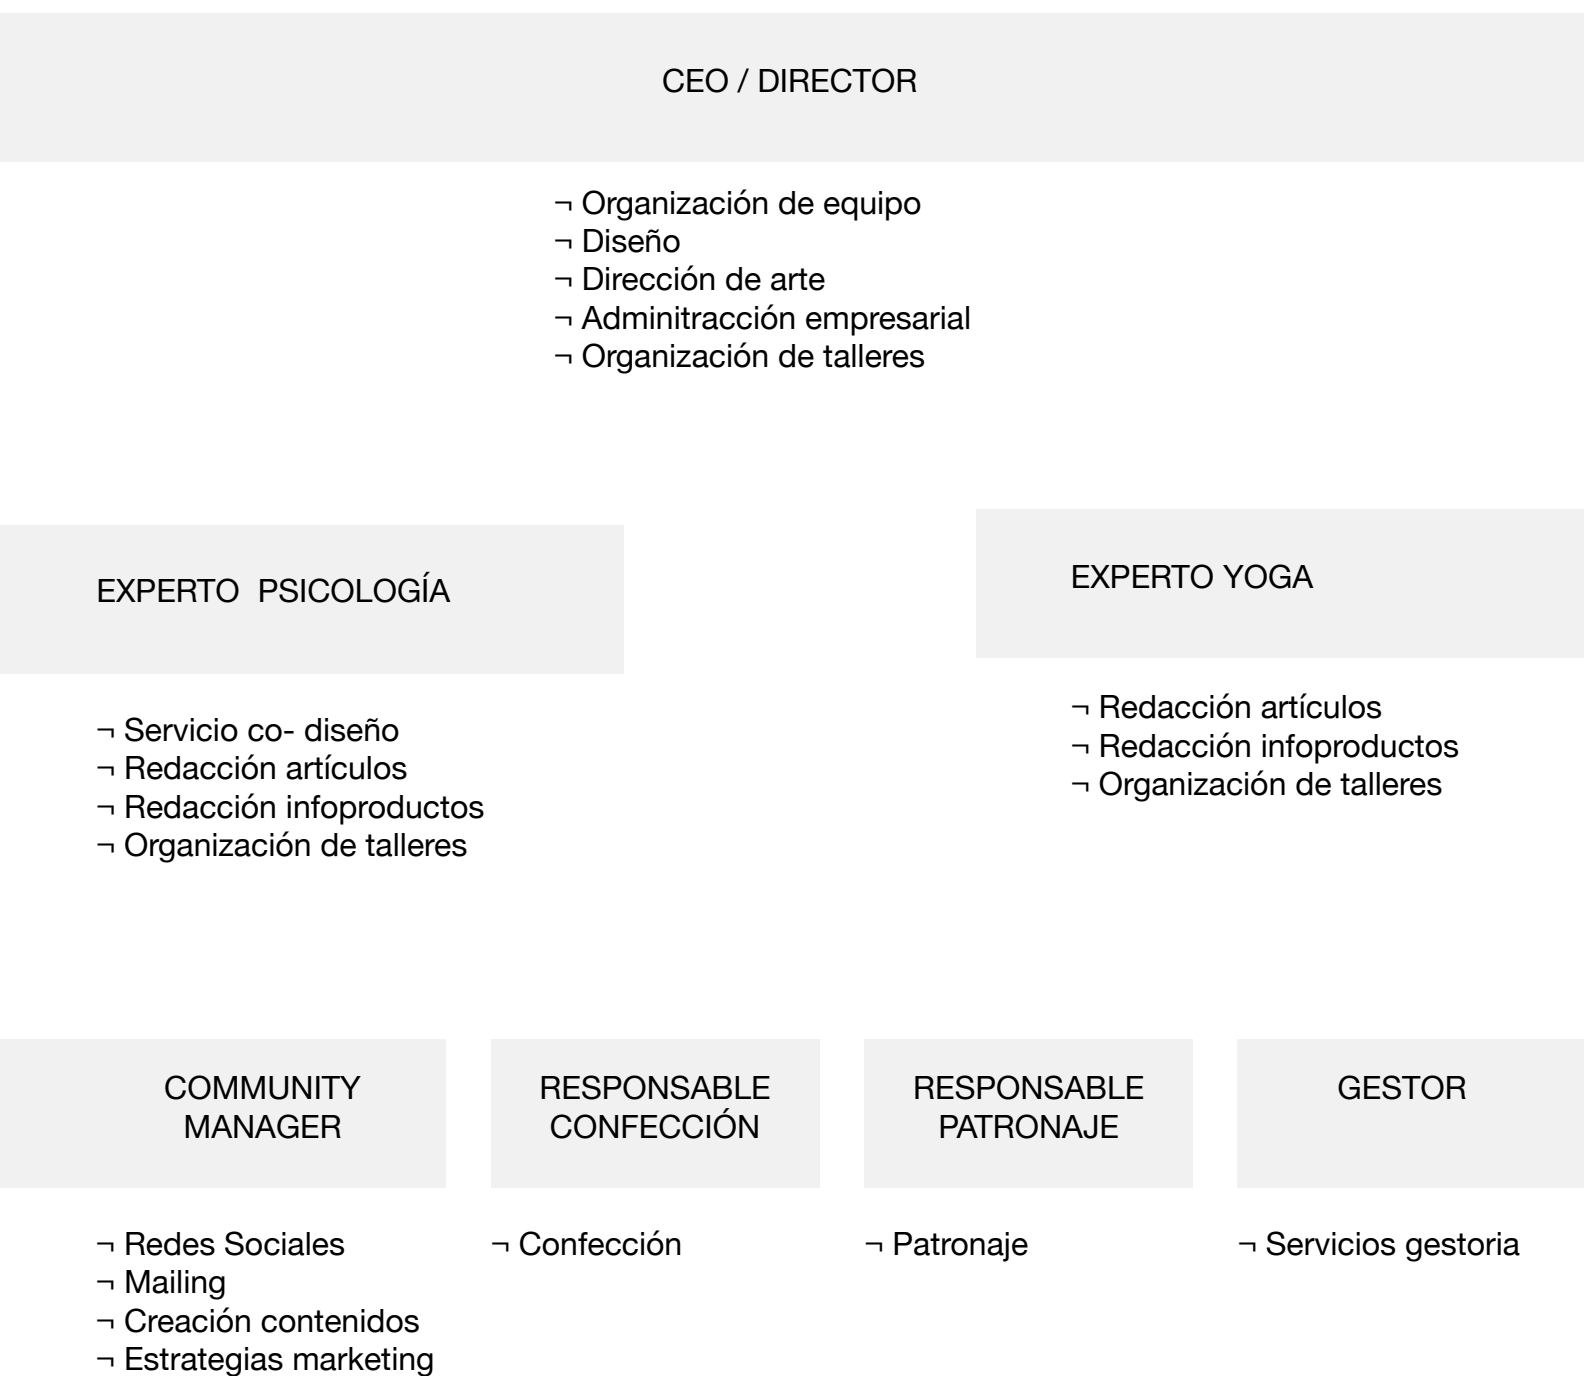 CEO / DIRECTOR
¬ Organización de equipo
¬ Diseño
¬ Dirección de arte
¬ Adminitracción empresarial
¬ Organización de talleres
EXPERTO  PSICOLOGÍA
¬ Servicio co- diseño
¬ Redacción artículos
¬ Redacción infoproductos
¬ Organización de talleres
EXPERTO YOGA
¬ Redacción artículos
¬ Redacción infoproductos
¬ Organización de talleres
COMMUNITY
MANAGER
¬ Redes Sociales
¬ Mailing
¬ Creación contenidos
¬ Estrategias marketing
RESPONSABLE
CONFECCIÓN
¬ Confección
RESPONSABLE
PATRONAJE
¬ Patronaje
GESTOR
¬ Servicios gestoria